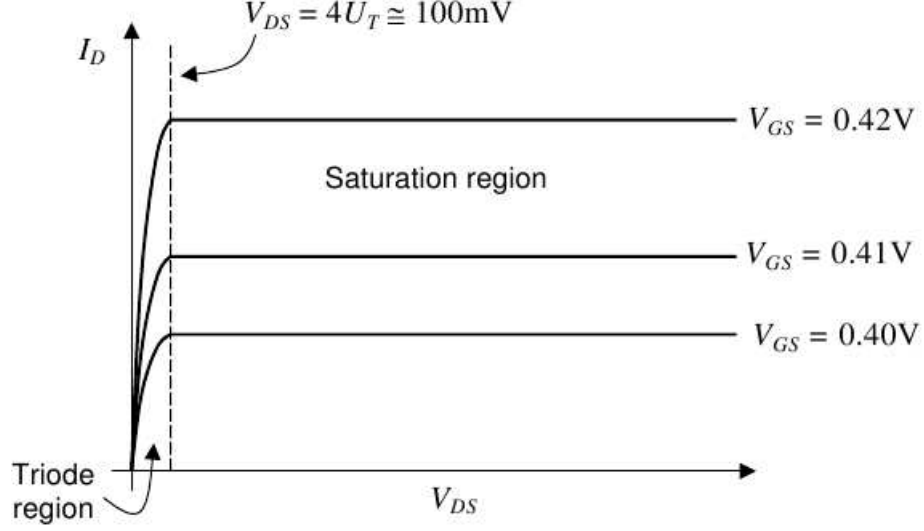 V_DS = 4U_T ≅ 100mV
I_D
V_GS = 0.42V
Saturation region
V_GS = 0.41V
V_GS = 0.40V
Triode
region
V_DS